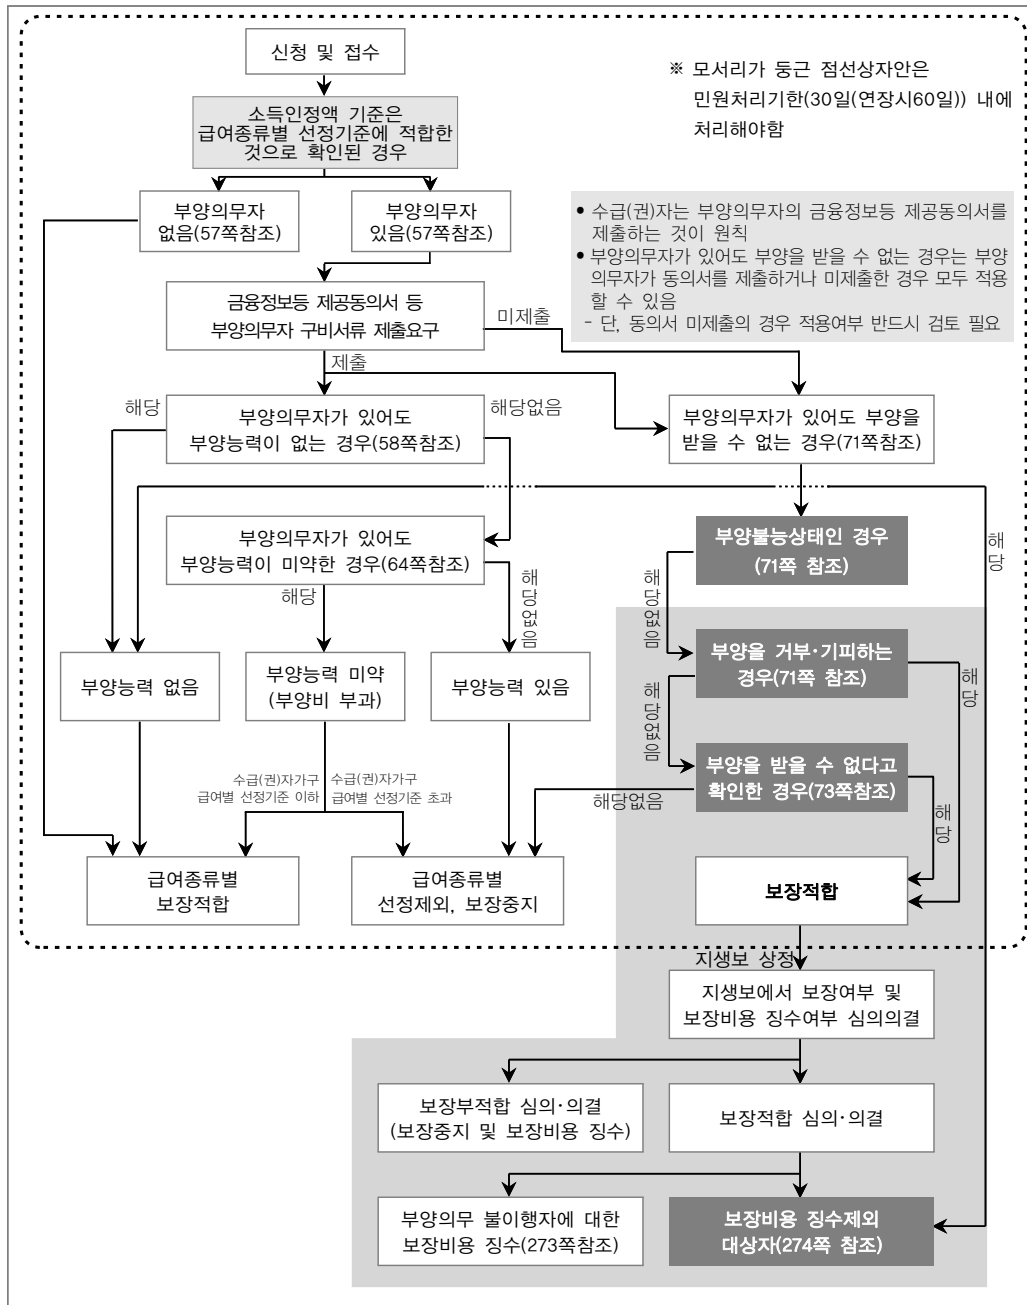 신청 및 접수
※ 모서리가 둥근 점선상자안은
민원처리기한(30일(연장시60일)) 내에
처리해야함
소득인정액 기준은
급여종류별 선정기준에 적합한
것으로 확인된 경우
부양의무자
없음(57쪽참조)
부양의무자
있음(57쪽참조)
• 수급(권)자는 부양의무자의 금융정보등 제공동의서를
제출하는 것이 원칙
• 부양의무자가 있어도 부양을 받을 수 없는 경우는 부양
의무자가 동의서를 제출하거나 미제출한 경우 모두 적용
할 수 있음
- 단, 동의서 미제출의 경우 적용여부 반드시 검토 필요
금융정보등 제공동의서 등
부양의무자 구비서류 제출요구
미제출
제출
해당
부양의무자가 있어도
부양능력이 없는 경우(58쪽참조)
해당없음
부양의무자가 있어도 부양을
받을 수 없는 경우(71쪽참조)
부양의무자가 있어도
부양능력이 미약한 경우(64쪽참조)
해당
해당없음
부양불능상태인 경우
(71쪽 참조)
해당
해당없음
부양능력 없음
부양능력 미약
(부양비 부과)
부양능력 있음
부양을 거부·기피하는
경우(71쪽 참조)
해당
해당없음
수급(권)자가구
급여별 선정기준 이하
수급(권)자가구
급여별 선정기준 초과
부양을 받을 수 없다고
확인한 경우(73쪽참조)
해당없음
해당
급여종류별
보장적합
급여종류별
선정제외, 보장중지
보장적합
지생보 상정
지생보에서 보장여부 및
보장비용 징수여부 심의의결
보장부적합 심의·의결
(보장중지 및 보장비용 징수)
보장적합 심의·의결
부양의무 불이행자에 대한
보장비용 징수(273쪽참조)
보장비용 징수제외
대상자(274쪽 참조)